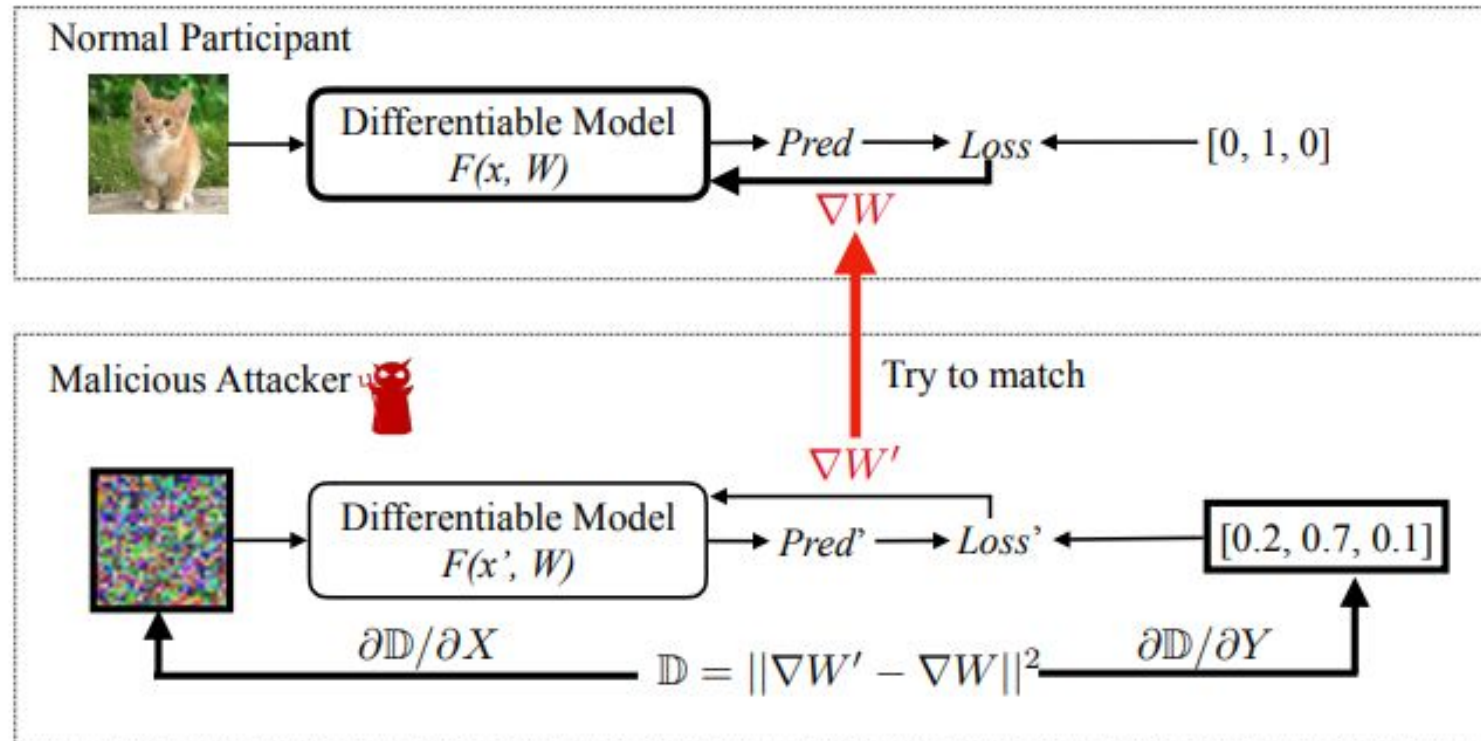 Normal Participant
Differentiable Model
F(x, W)
Pred
Loss
[0, 1, 0]
∇W
Try to match
Malicious Attacker
∇W′
Differentiable Model
F(x’, W)
Pred’
Loss’
[0.2, 0.7, 0.1]
∂𝔻/∂X
𝔻 = ||∇W′ − ∇W||²
∂𝔻/∂Y